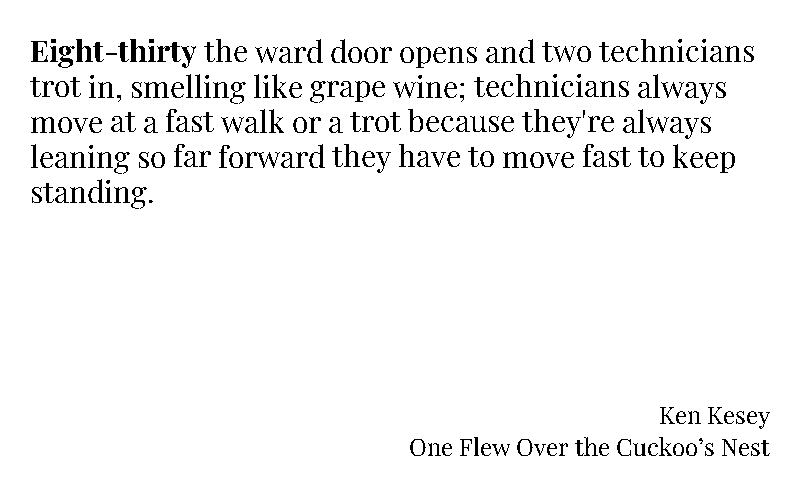 Eight-thirty the ward door opens and two technicians
trot in, smelling like grape wine; technicians always
move at a fast walk or a trot because they're always
leaning so far forward they have to move fast to keep
standing.
Ken Kesey
One Flew Over the Cuckoo’s Nest